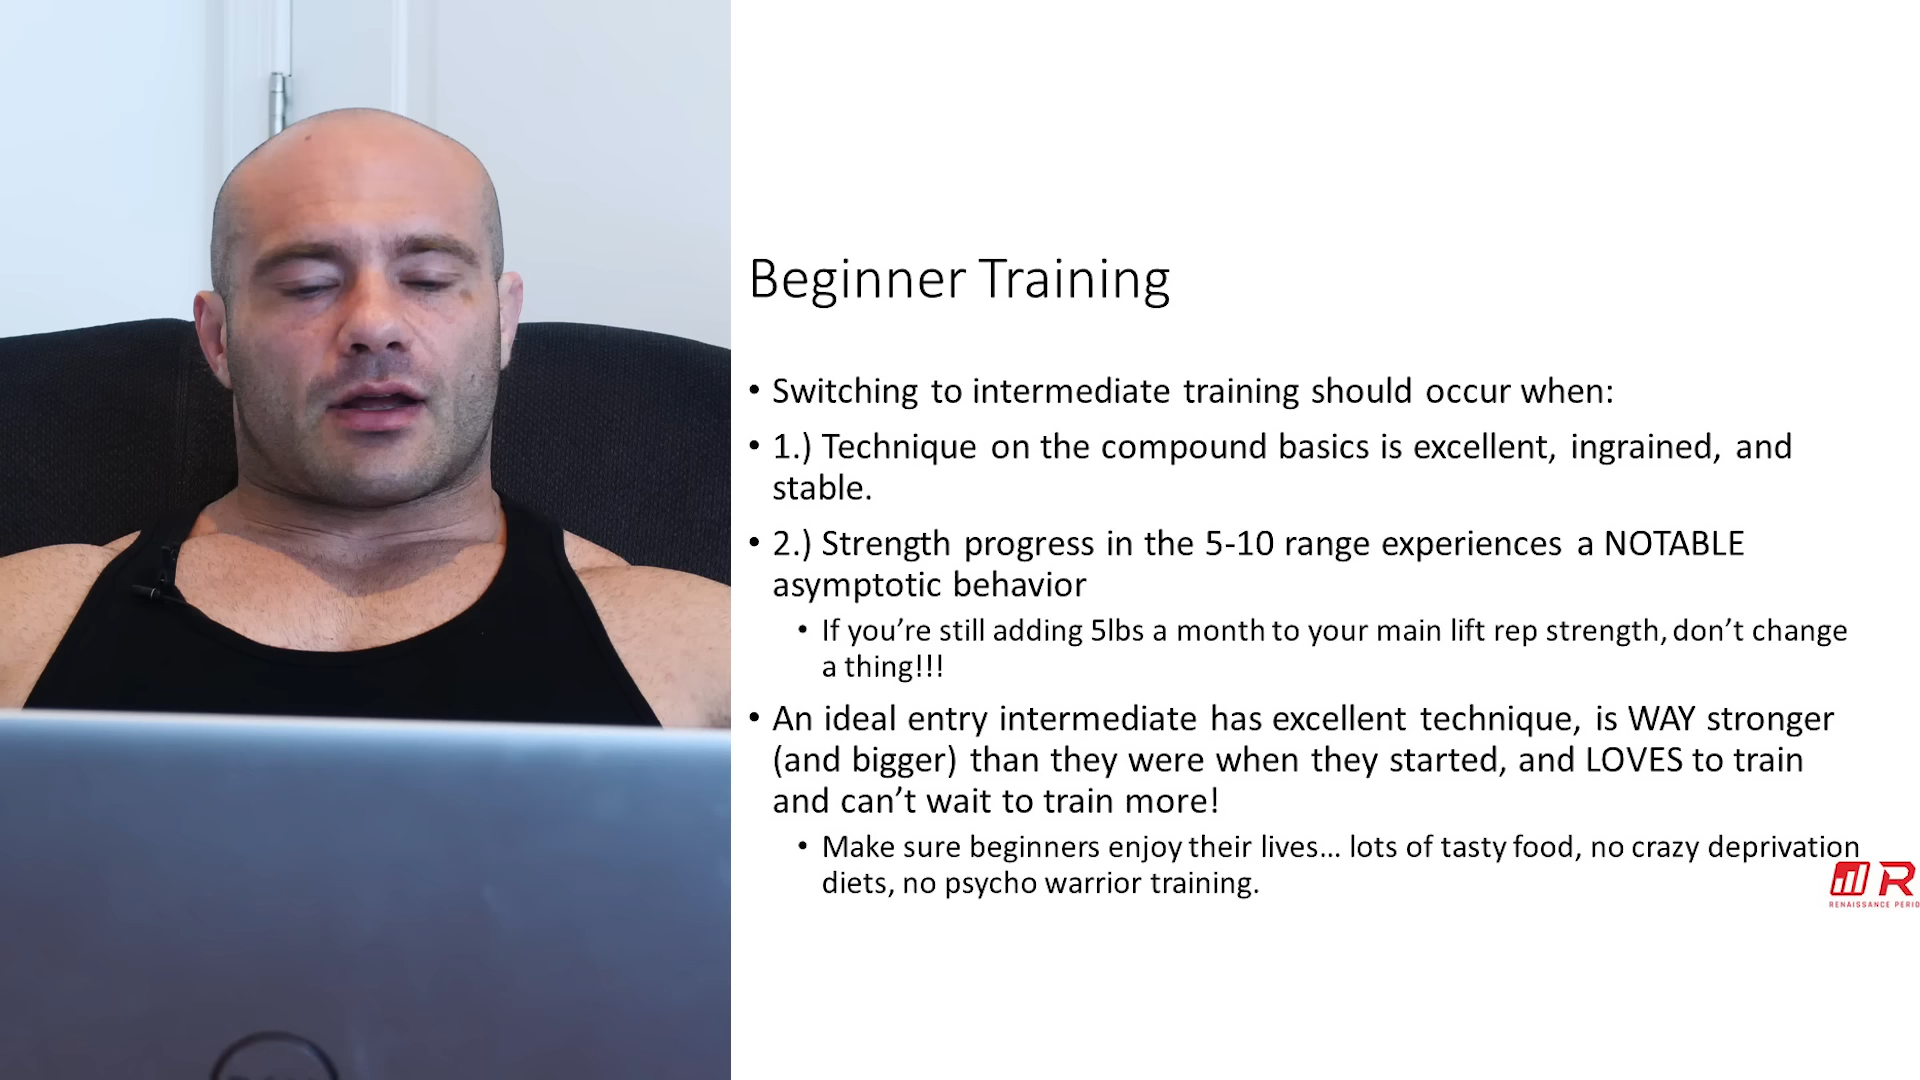 Beginner Training
• Switching to intermediate training should occur when:
• 1.) Technique on the compound basics is excellent, ingrained, and
stable.
• 2.) Strength progress in the 5-10 range experiences a NOTABLE
asymptotic behavior
• If you’re still adding 5lbs a month to your main lift rep strength, don’t change
a thing!!!
• An ideal entry intermediate has excellent technique, is WAY stronger
(and bigger) than they were when they started, and LOVES to train
and can’t wait to train more!
• Make sure beginners enjoy their lives… lots of tasty food, no crazy deprivation
diets, no psycho warrior training.
R
RENAISSANCE PERIO